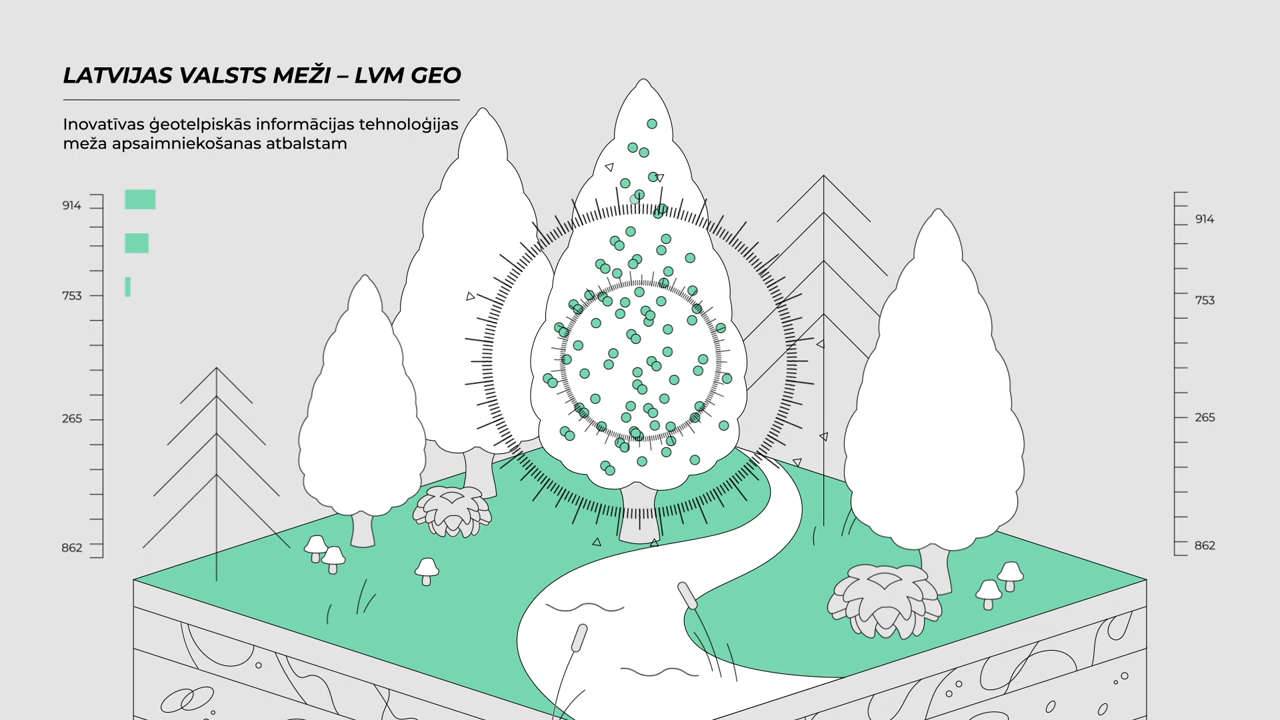 LATVIJAS VALSTS MEŽI – LVM GEO
Inovatīvas ģeotelpiskās informācijas tehnoloģijas
meža apsaimniekošanas atbalstam
914
753
265
862
914
753
265
862